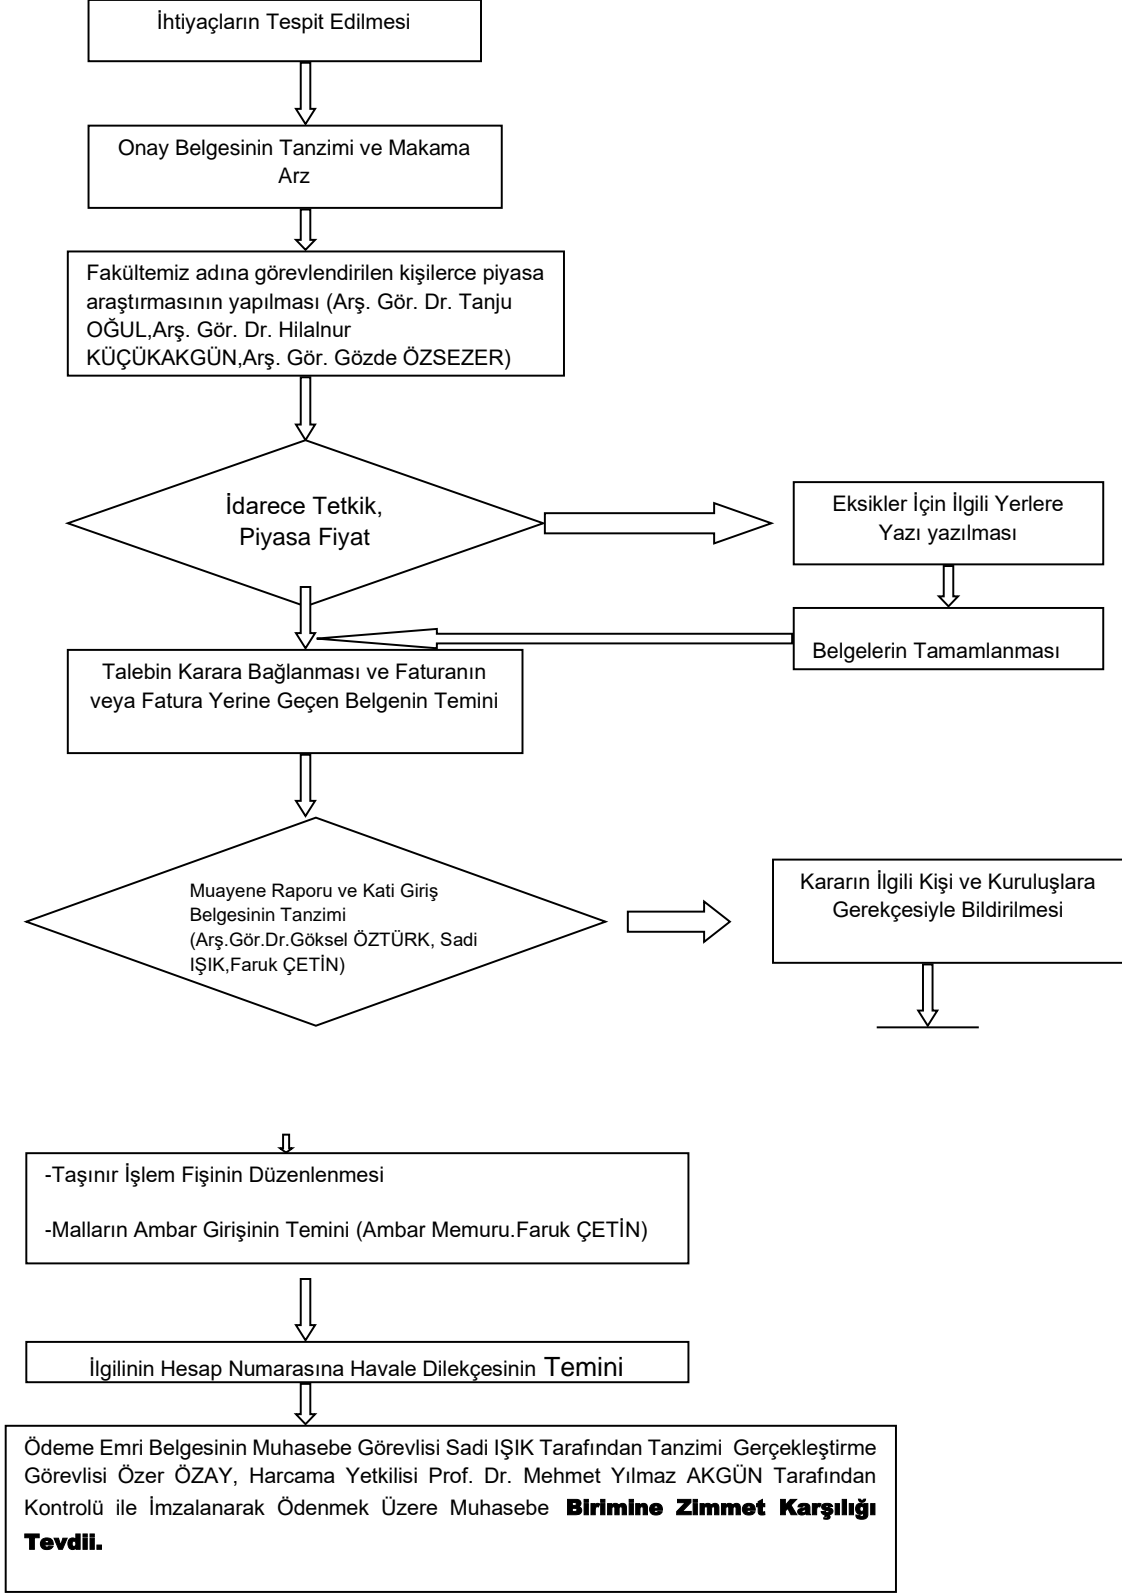 İhtiyaçların Tespit Edilmesi
Onay Belgesinin Tanzimi ve Makama
Arz
Fakültemiz adına görevlendirilen kişilerce piyasa
araştırmasının yapılması (Arş. Gör. Dr. Tanju
OĞUL,Arş. Gör. Dr. Hilalnur
KÜÇÜKAKGÜN,Arş. Gör. Gözde ÖZSEZER)
İdarece Tetkik,
Piyasa Fiyat
Eksikler İçin İlgili Yerlere
Yazı yazılması
Belgelerin Tamamlanması
Talebin Karara Bağlanması ve Faturanın
veya Fatura Yerine Geçen Belgenin Temini
Muayene Raporu ve Kati Giriş
Belgesinin Tanzimi
(Arş.Gör.Dr.Göksel ÖZTÜRK, Sadi
IŞIK,Faruk ÇETİN)
Kararın İlgili Kişi ve Kuruluşlara
Gerekçesiyle Bildirilmesi
-Taşınır İşlem Fişinin Düzenlenmesi
-Malların Ambar Girişinin Temini (Ambar Memuru.Faruk ÇETİN)
İlgilinin Hesap Numarasına Havale Dilekçesinin Temini
Ödeme Emri Belgesinin Muhasebe Görevlisi Sadi IŞIK Tarafından Tanzimi Gerçekleştirme
Görevlisi Özer ÖZAY, Harcama Yetkilisi Prof. Dr. Mehmet Yılmaz AKGÜN Tarafından
Kontrolü ile İmzalanarak Ödenmek Üzere Muhasebe Birimine Zimmet Karşılığı
Tevdii.